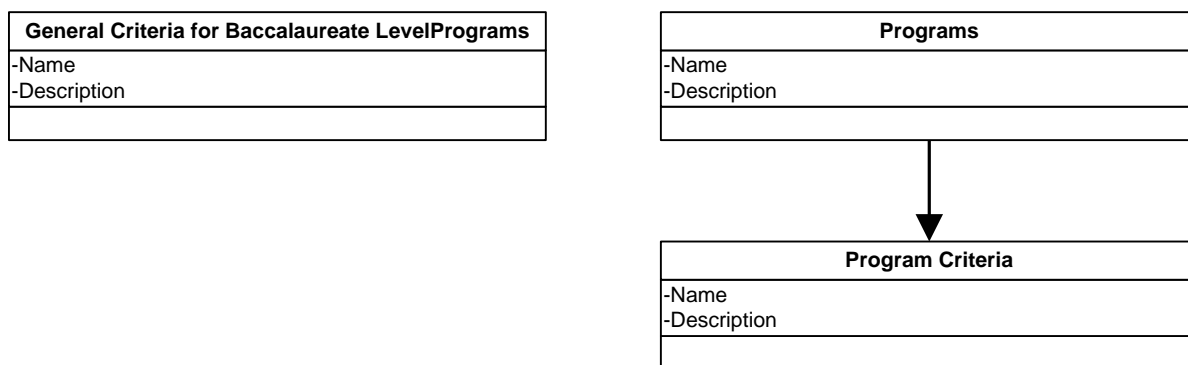 General Criteria for Baccalaureate LevelPrograms
-Name
-Description
Programs
-Name
-Description
Program Criteria
-Name
-Description